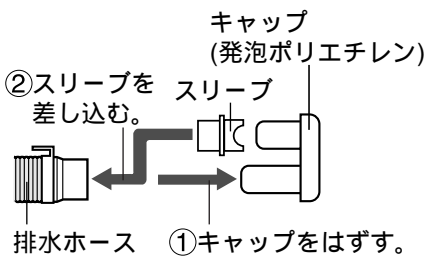 キャップ
(発泡ポリエチレン)
②スリーブを
差し込む。
スリーブ
排水ホース
①キャップをはずす。